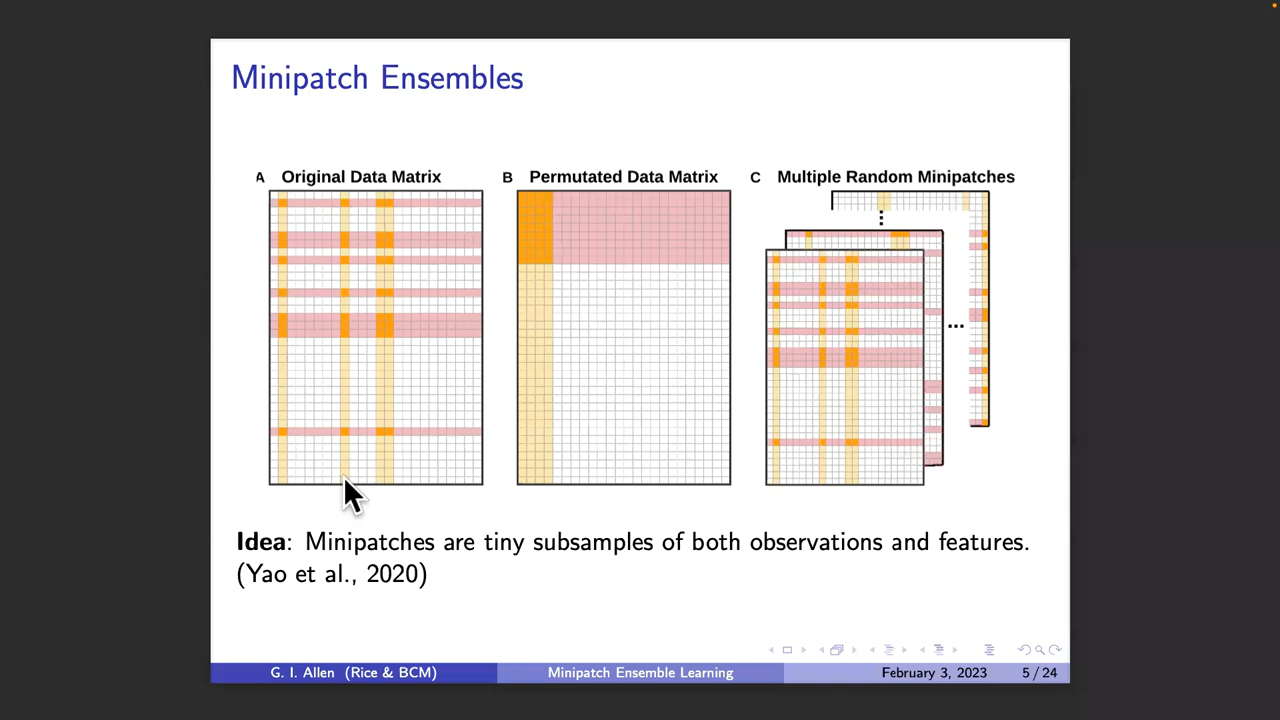 Minipatch Ensembles
A Original Data Matrix
B Permutated Data Matrix
C Multiple Random Minipatches
Idea: Minipatches are tiny subsamples of both observations and features.
(Yao et al., 2020)
G. I. Allen (Rice & BCM)
Minipatch Ensemble Learning
February 3, 2023
5 / 24